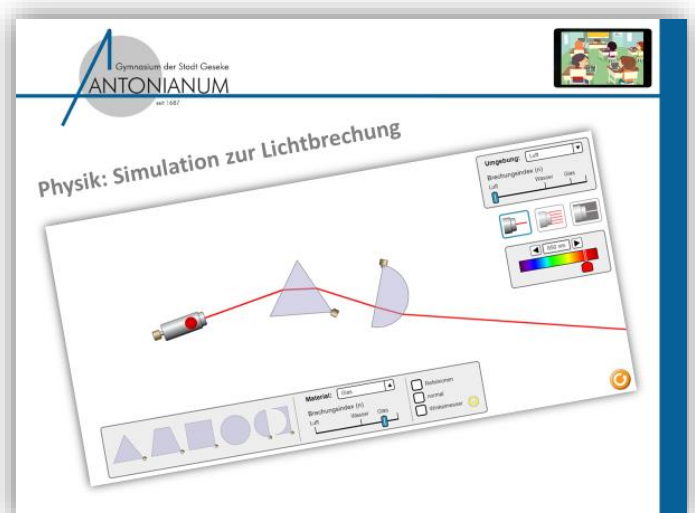 Gymnasium der Stadt Geseke
ANTONIANUM
seit 1687
Physik: Simulation zur Lichtbrechung
Umgebung: Luft
Brechungsindex (n)
Luft Wasser Glas
650 nm
Material: Glas
Brechungsindex (n)
Luft Wasser Glas
Reflexionen
normal
Winkelmesser